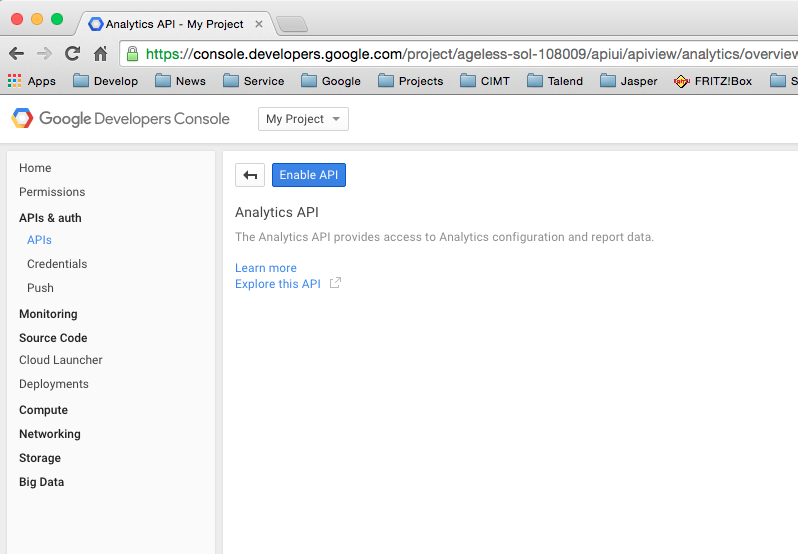 Analytics API - My Project
https://console.developers.google.com/project/ageless-sol-108009/apiui/apiview/analytics/overview
Apps Develop News Service Google Projects CIMT Talend Jasper FRITZ!Box S
Google Developers Console My Project
Home
Permissions
APIs & auth
APIs
Credentials
Push
Monitoring
Source Code
Cloud Launcher
Deployments
Compute
Networking
Storage
Big Data
Enable API
Analytics API
The Analytics API provides access to Analytics configuration and report data.
Learn more
Explore this API